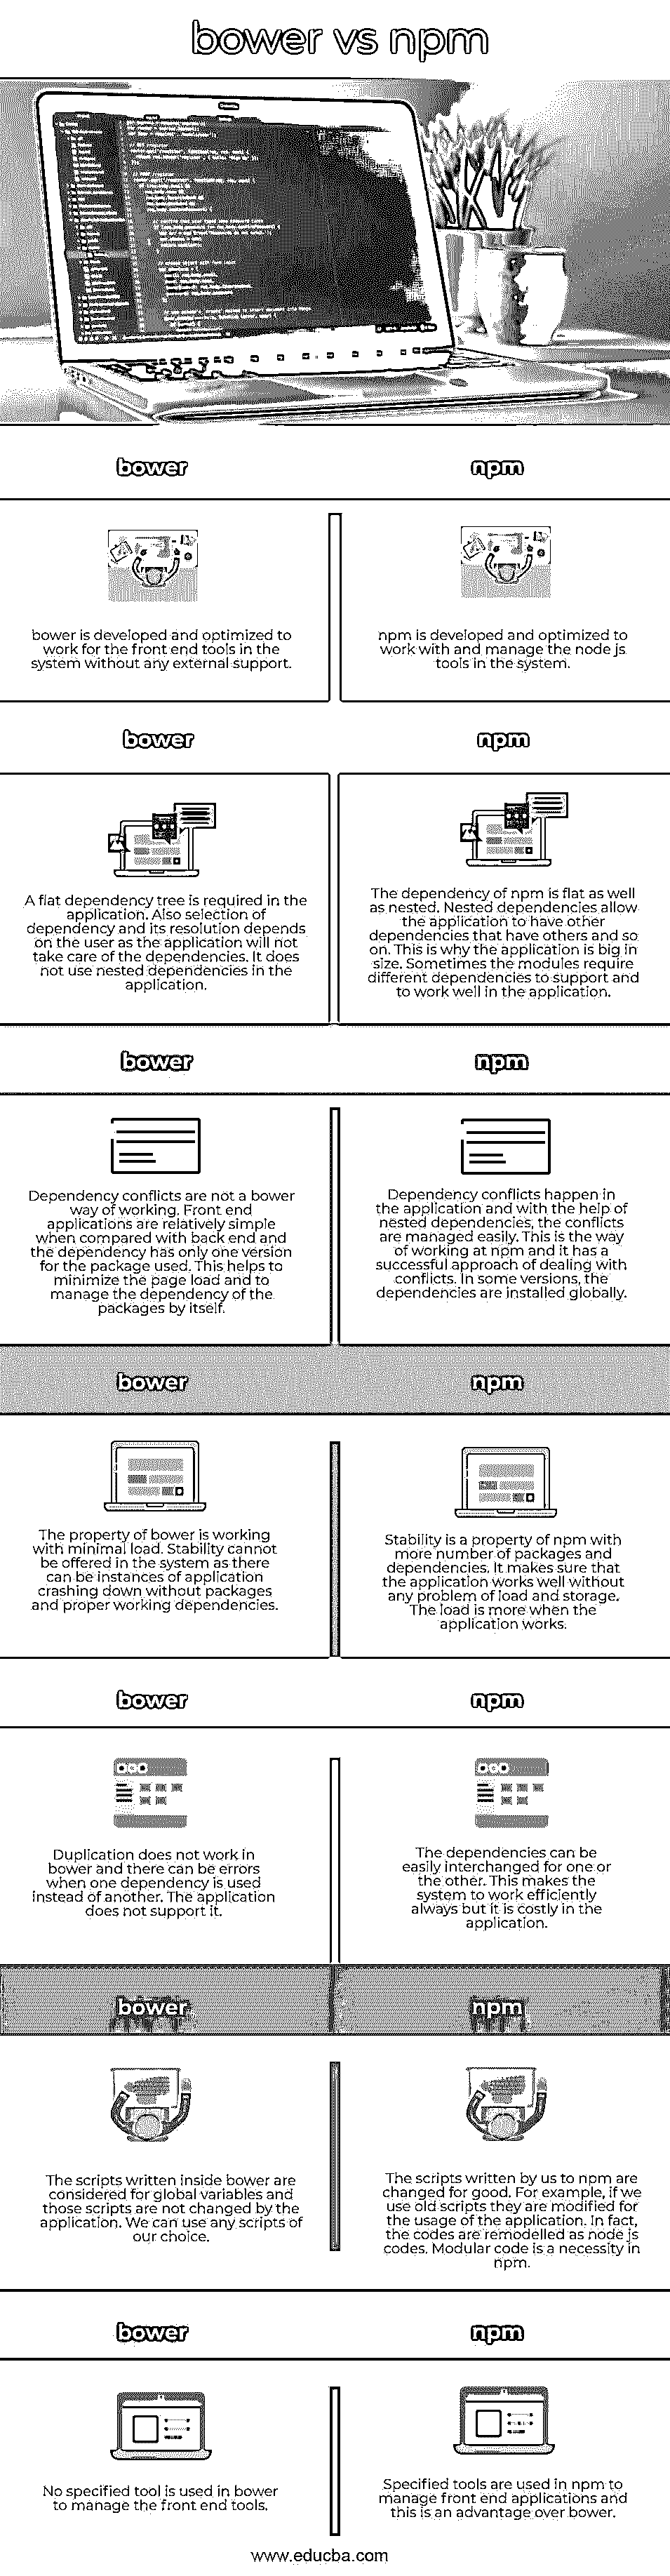 bower vs npm
bower
npm
bower is developed and optimized to
work for the front end tools in the
system without any external support.
npm is developed and optimized to
work with and manage the node js
tools in the system.
bower
npm
A flat dependency tree is required in the
application. Also selection of
dependency and its resolution depends
on the user as the application will not
take care of the dependencies. It does
not use nested dependencies in the
application.
The dependency of npm is flat as well
as nested. Nested dependencies allow
the application to have other
dependencies that have others and so
on. This is why the application is big in
size. Sometimes the modules require
different dependencies to support and
to work well in the application.
bower
npm
Dependency conflicts are not a bower
way of working. Front end
applications are relatively simple
when compared with back end and
the dependency has only one version
for the package used. This helps to
minimize the page load and to
manage the dependency of the
packages by itself.
Dependency conflicts happen in
the application and with the help of
nested dependencies, the conflicts
are managed easily. This is the way
of working at npm and it has a
successful approach of dealing with
conflicts. In some versions, the
dependencies are installed globally.
bower
npm
The property of bower is working
with minimal load. Stability cannot
be offered in the system as there
can be instances of application
crashing down without packages
and proper working dependencies.
Stability is a property of npm with
more number of packages and
dependencies. It makes sure that
the application works well without
any problem of load and storage.
The load is more when the
application works.
bower
npm
Duplication does not work in
bower and there can be errors
when one dependency is used
instead of another. The application
does not support it.
The dependencies can be
easily interchanged for one or
the other. This makes the
system to work efficiently
always but it is costly in the
application.
bower
npm
The scripts written inside bower are
considered for global variables and
those scripts are not changed by the
application. We can use any scripts of
our choice.
The scripts written by us to npm are
changed for good. For example, if we
use old scripts they are modified for
the usage of the application. In fact,
the codes are remodelled as node js
codes. Modular code is a necessity in
npm.
bower
npm
No specified tool is used in bower
to manage the front end tools.
Specified tools are used in npm to
manage front end applications and
this is an advantage over bower.
www.educba.com